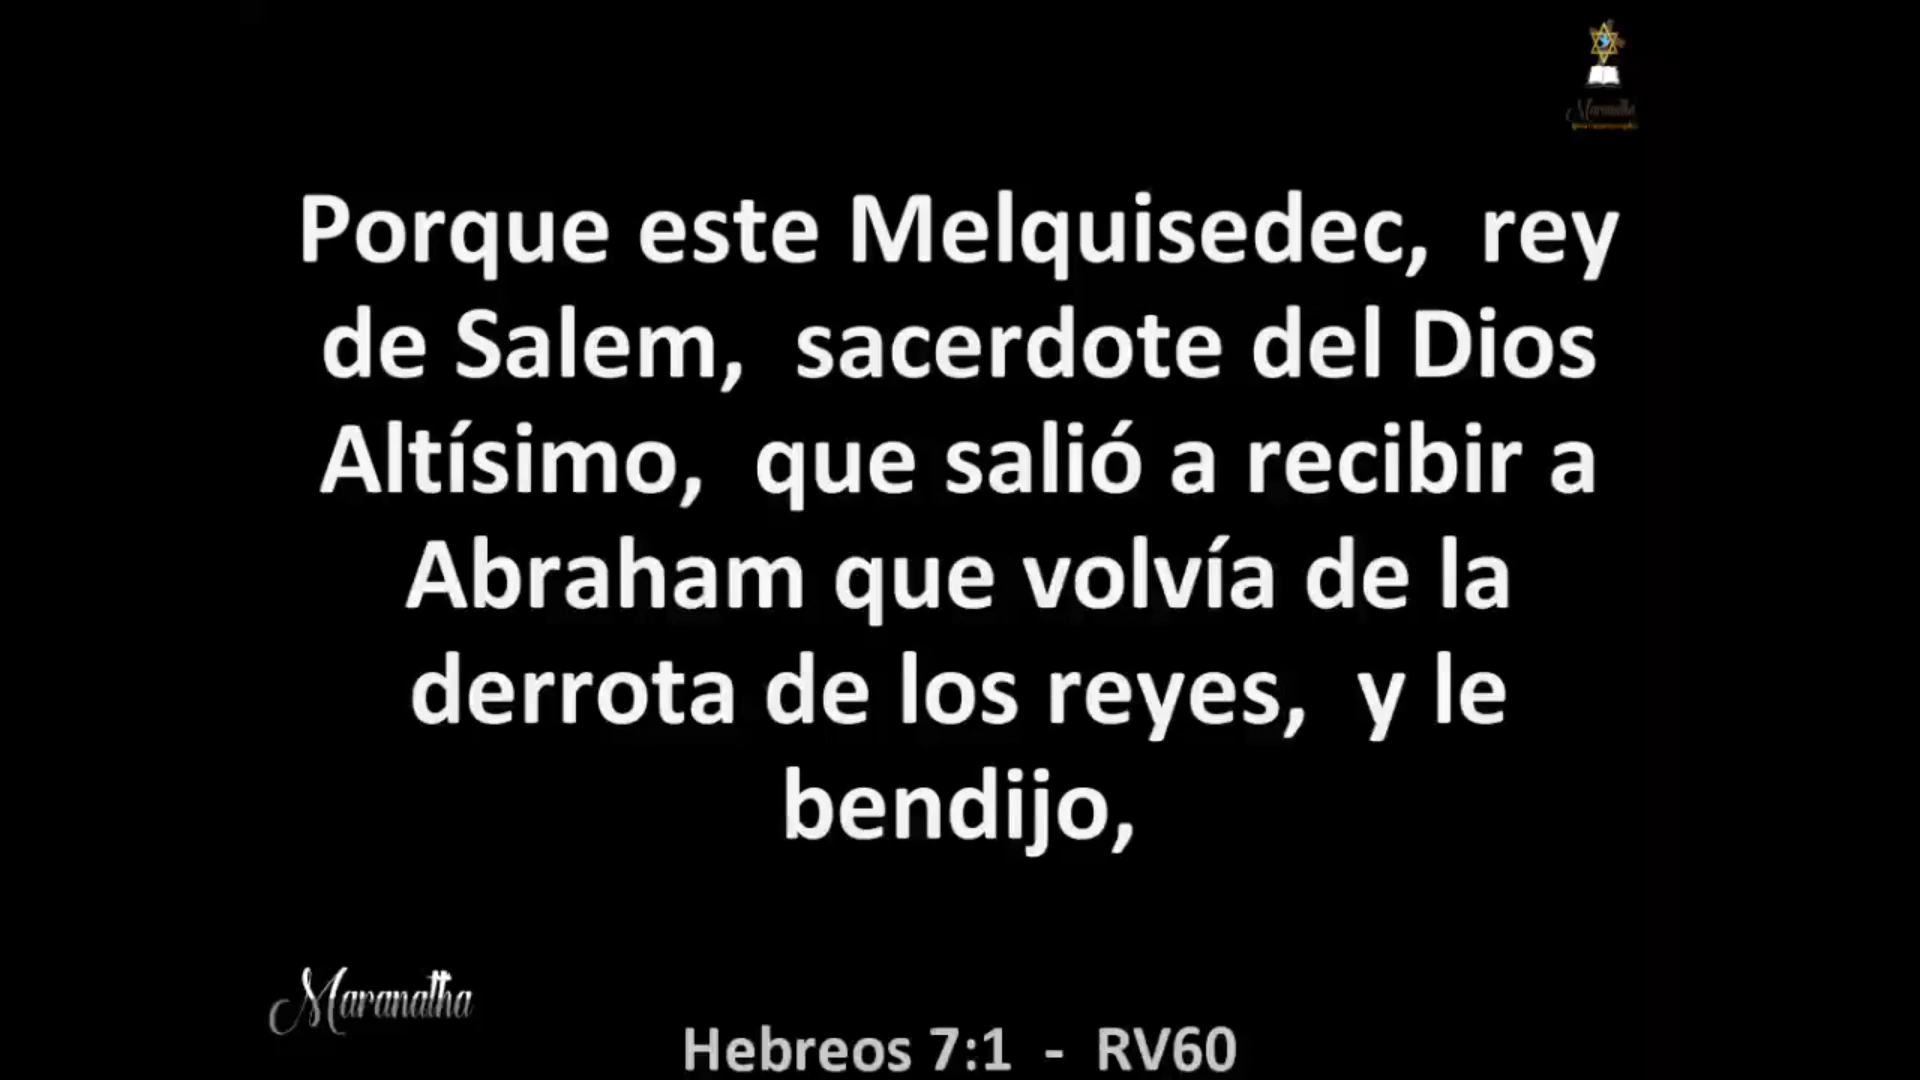 Maranatha
Porque este Melquisedec,  rey
de Salem,  sacerdote del Dios
Altísimo,  que salió a recibir a
Abraham que volvía de la
derrota de los reyes,  y le
bendijo,
Maranatha
Hebreos 7:1  -  RV60